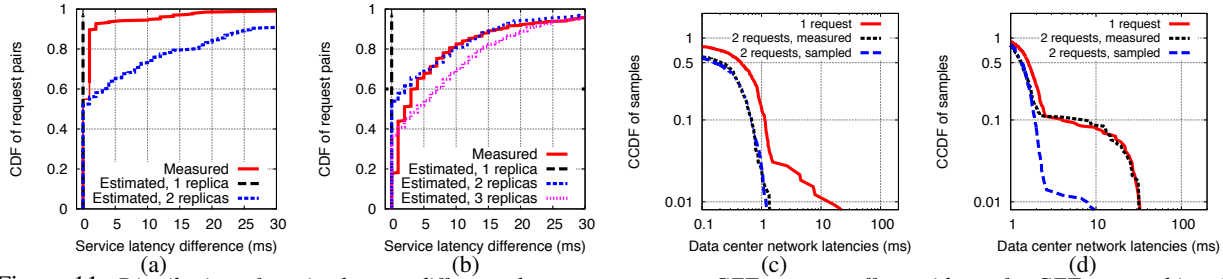 CDF of request pairs
1
0.8
0.6
0.4
0.2
0
Measured
Estimated, 1 replica
Estimated, 2 replicas
0 5 10 15 20 25 30
Service latency difference (ms)
(a)
CDF of request pairs
1
0.8
0.6
0.4
0.2
0
Measured
Estimated, 1 replica
Estimated, 2 replicas
Estimated, 3 replicas
0 5 10 15 20 25 30
Service latency difference (ms)
(b)
CCDF of samples
1 request
2 requests, measured
2 requests, sampled
1
0.5
0.1
0.01
0.1 1 10 100
Data center network latencies (ms)
(c)
CCDF of samples
1 request
2 requests, measured
2 requests, sampled
1
0.5
0.1
0.01
1 10 100
Data center network latencies (ms)
(d)